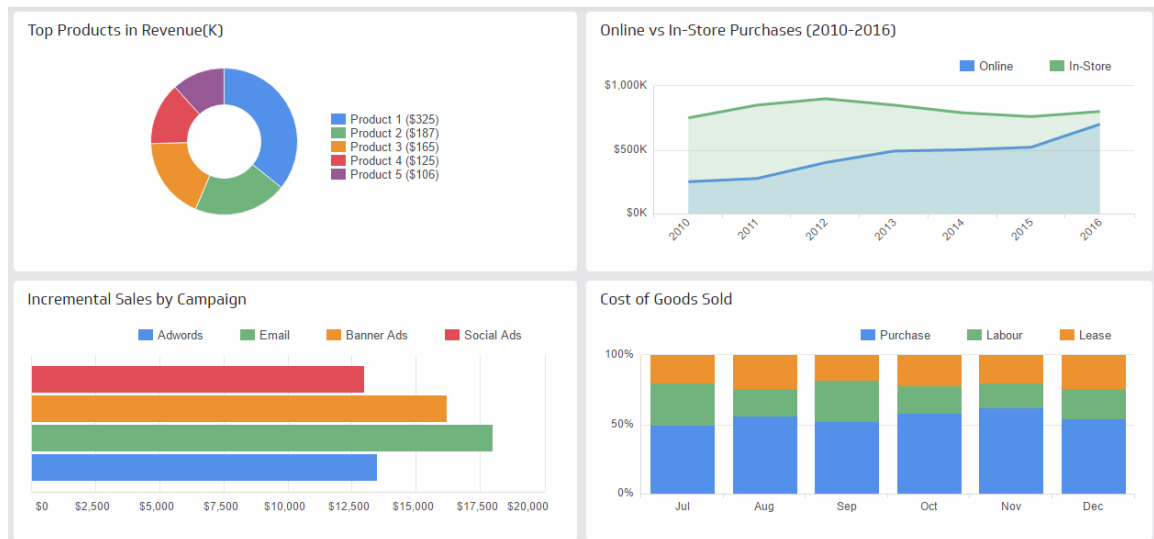 Top Products in Revenue(K)
Product 1 ($325)
Product 2 ($187)
Product 3 ($165)
Product 4 ($125)
Product 5 ($106)
Online vs In-Store Purchases (2010-2016)
Online In-Store
$1,000K
$500K
$0K
2010 2011 2012 2013 2014 2015 2016
Incremental Sales by Campaign
Adwords Email Banner Ads Social Ads
$0 $2,500 $5,000 $7,500 $10,000 $12,500 $15,000 $17,500 $20,000
Cost of Goods Sold
Purchase Labour Lease
100%
50%
0%
Jul Aug Sep Oct Nov Dec